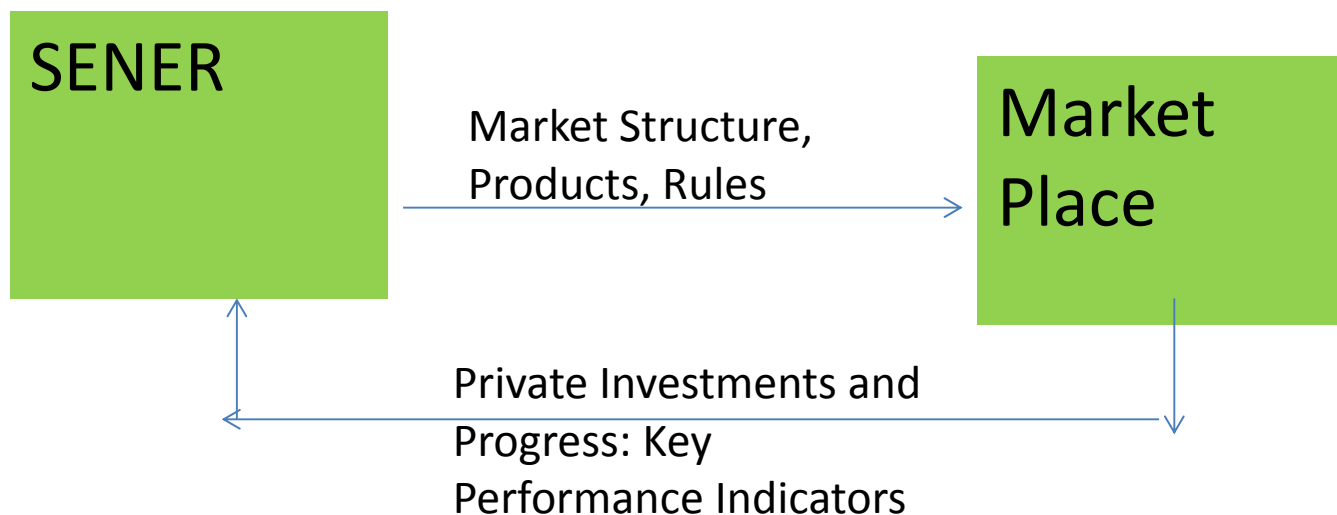 SENER
Market Structure,
Products, Rules
Market
Place
Private Investments and
Progress: Key
Performance Indicators